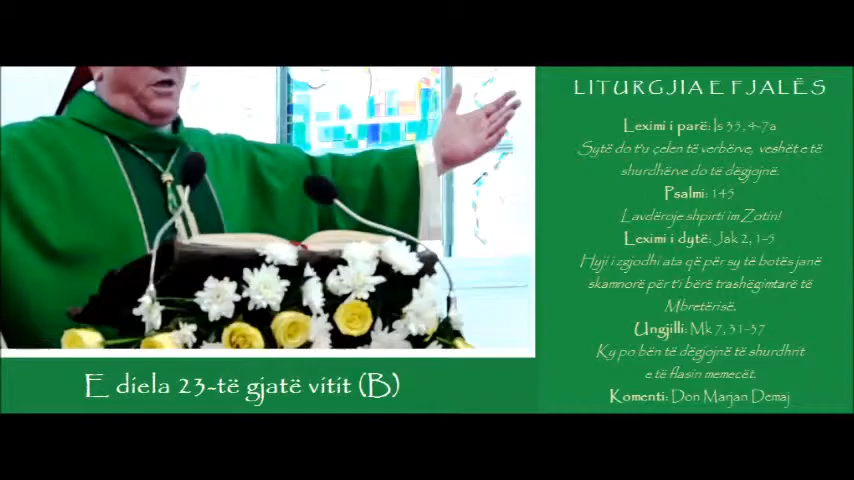 LITURGJIA E FJALËS
Leximi i parë: Is 35, 4-7a
Sytë do t'u çelen të verbërve, veshët e të
shurdhërve do të dëgjojnë.
Psalmi: 145
Lavdëroje shpirti im Zotin!
Leximi i dytë: Jak 2, 1-5
Hyji i zgjodhi ata që për sy të botës janë
skamnorë për t'i bërë trashëgimtarë të
Mbretërisë.
Ungjilli: Mk 7, 31-37
Ky po bën të dëgjojnë të shurdhrit
e të flasin memecët.
Komenti: Don Marjan Demaj
E diela 23-të gjatë vitit (B)